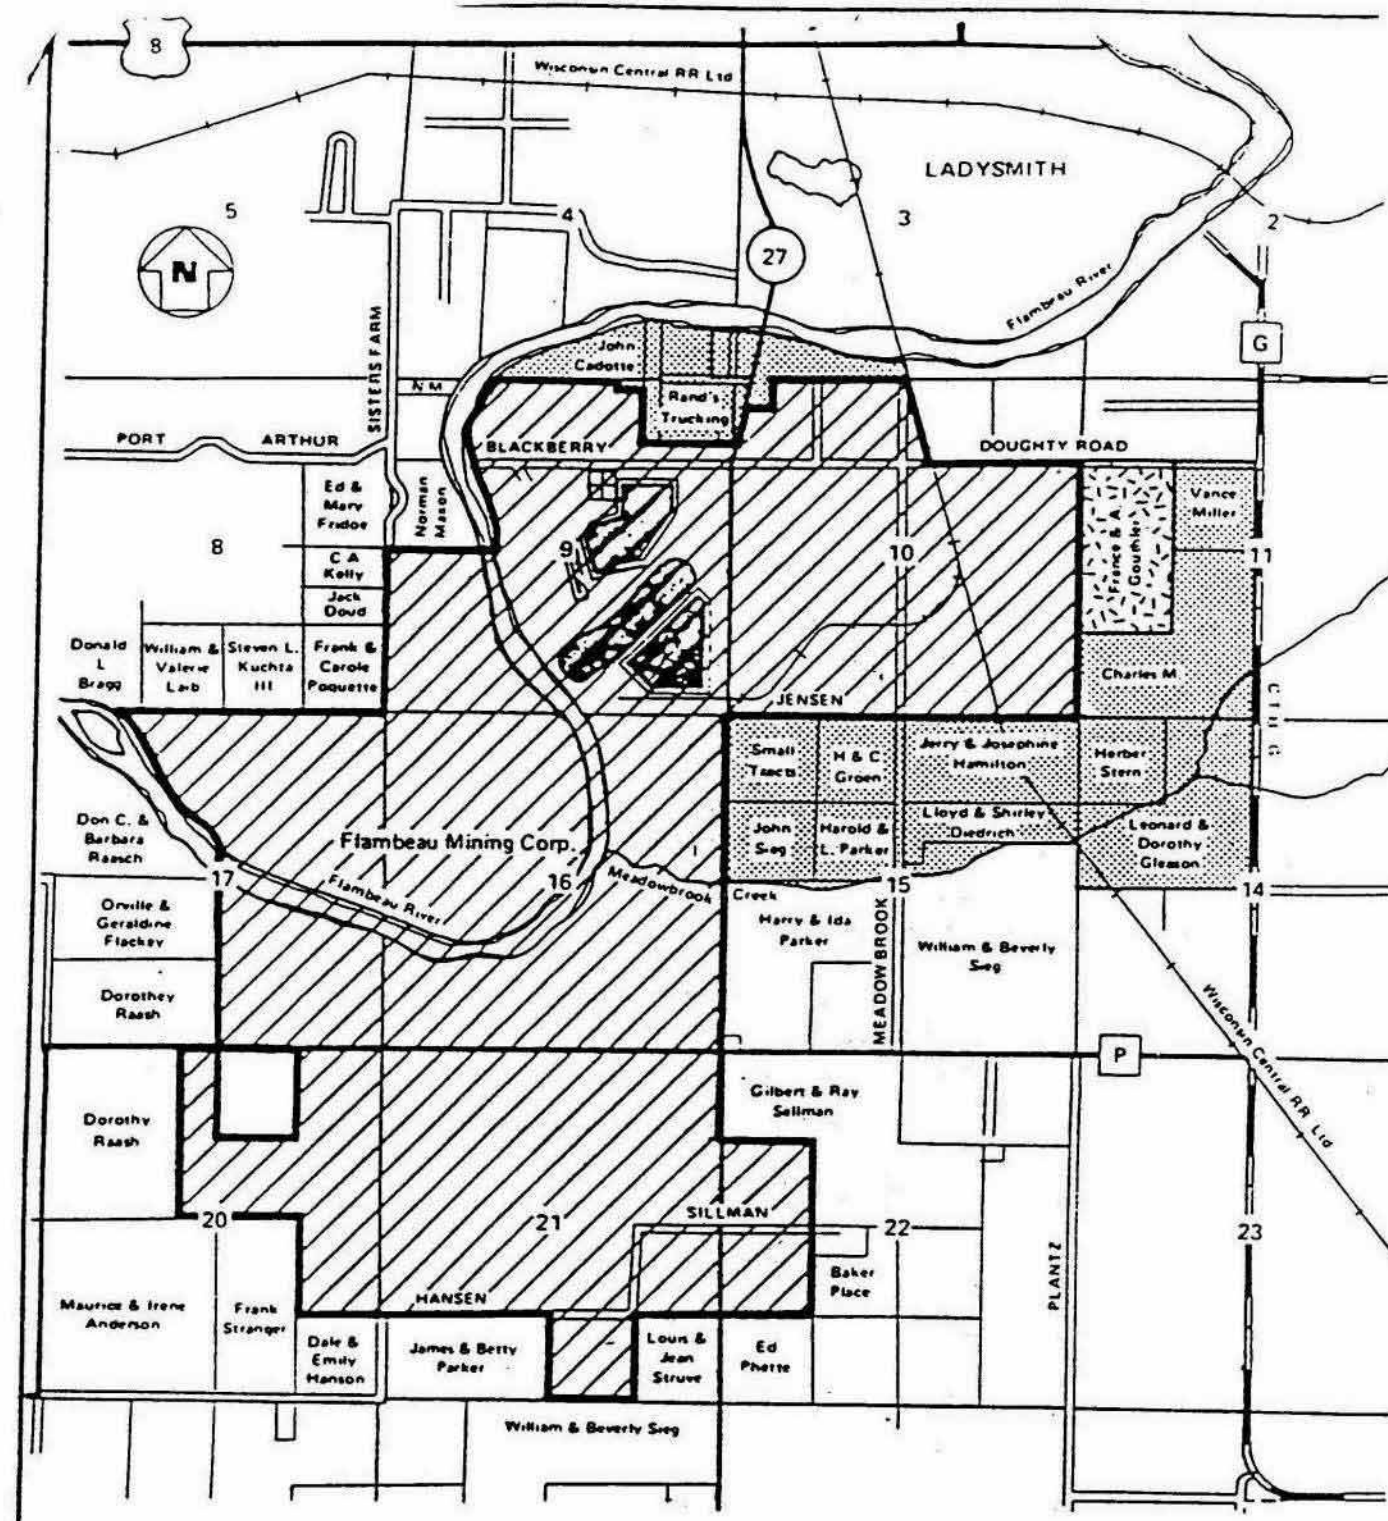 8
Wisconsin Central RR Ltd
LADYSMITH
5
4
3
2
N
27
Flambeau River
G
SISTERS FARM
John
Cadotte
N M
Rand's
Trucking
PORT ARTHUR
BLACKBERRY
DOUGHTY ROAD
Ed &
Mary
Fridoe
Norman
Mason
France & A.
Gouthier
Vance
Miller
8
9
10
11
C A
Kelly
Jack
Doud
Donald
L
Bragg
William &
Valerie
Larb
Steven L.
Kuchta
III
Frank &
Carole
Poquette
Charles M.
JENSEN
C T H G
Small
Tracts
H & C
Groen
Jerry & Josephine
Hamilton
Herber
Stern
Don C. &
Barbara
Raasch
Flambeau Mining Corp.
John
Sieg
Harold &
L. Parker
Lloyd & Shirley
Diedrich
Leonard &
Dorothy
Gleason
17
Flambeau River
16
Meadowbrook
Creek
15
14
Orville &
Geraldine
Flackey
Harry & Ida
Parker
MEADOWBROOK
William & Beverly
Sieg
Dorothey
Raash
Wisconsin Central RR Ltd
P
Dorothy
Raash
Gilbert & Ray
Sellman
20
21
SILLMAN
22
23
PLANTZ
Baker
Place
Maurice & Irene
Anderson
Frank
Stranger
HANSEN
Dale &
Emily
Hanson
James & Betty
Parker
Louis &
Jean
Struve
Ed
Phette
William & Beverly Sieg